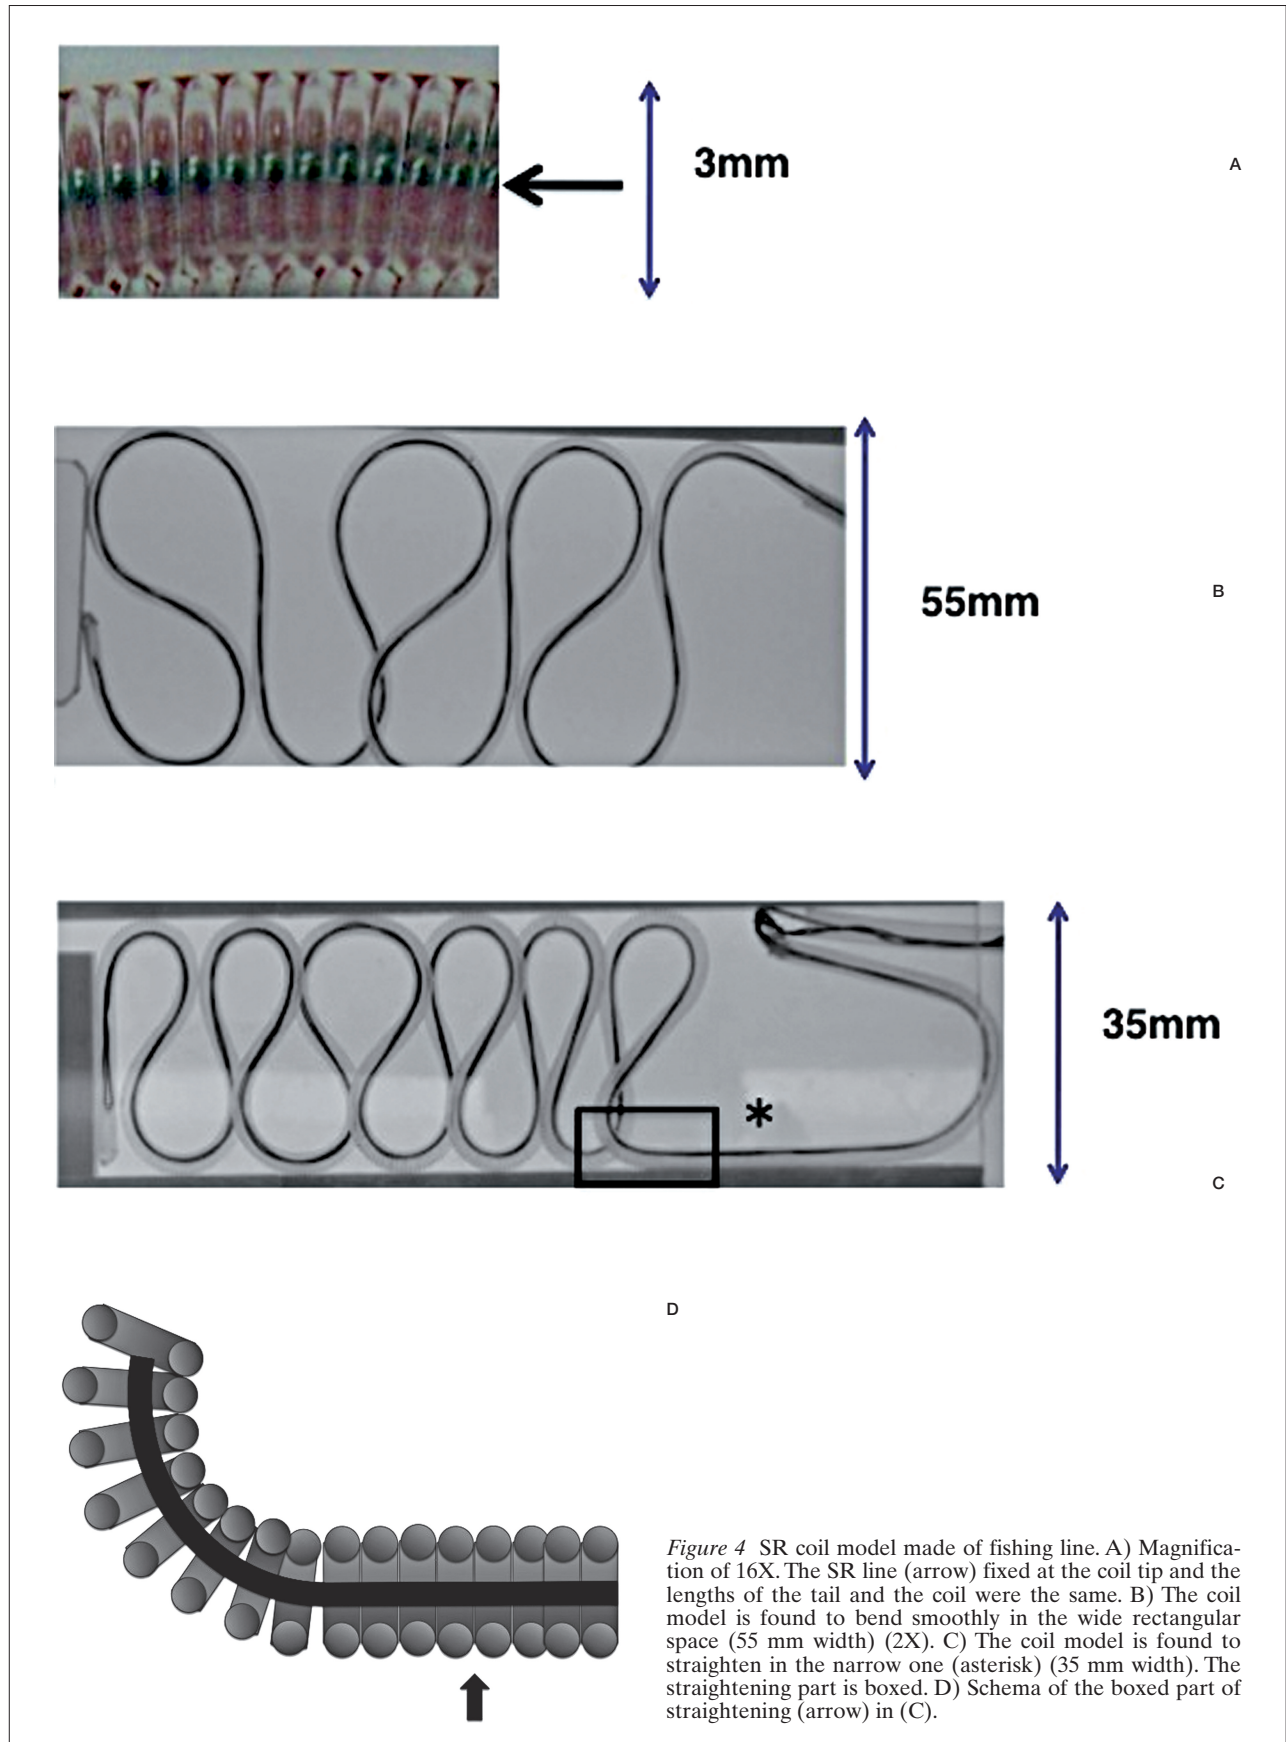 3mm
A
55mm
B
*
35mm
C
D
Figure 4 SR coil model made of fishing line. A) Magnifica-
tion of 16X. The SR line (arrow) fixed at the coil tip and the
lengths of the tail and the coil were the same. B) The coil
model is found to bend smoothly in the wide rectangular
space (55 mm width) (2X). C) The coil model is found to
straighten in the narrow one (asterisk) (35 mm width). The
straightening part is boxed. D) Schema of the boxed part of
straightening (arrow) in (C).